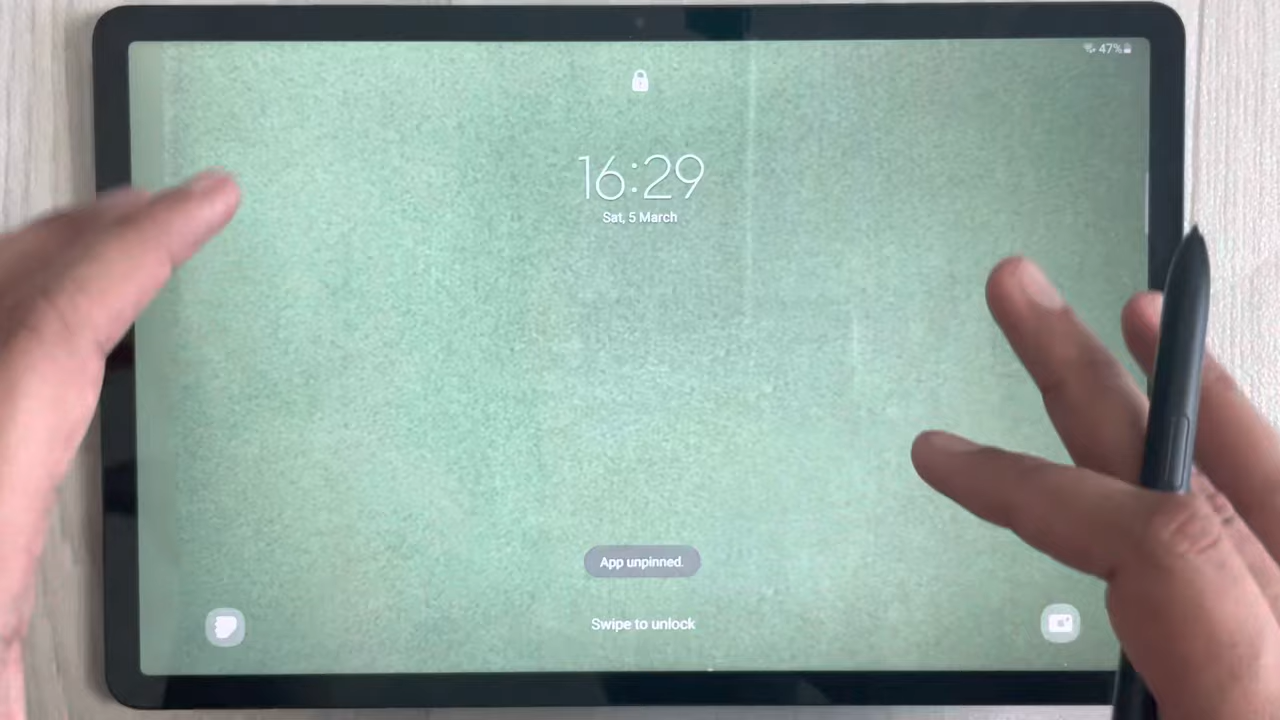 47%
16:29
Sat, 5 March
App unpinned.
Swipe to unlock